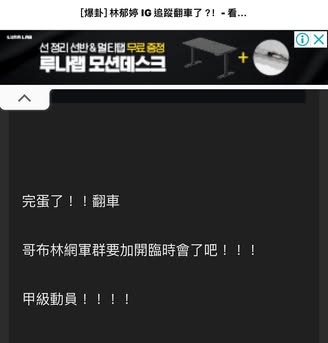 [爆卦] 林郁婷 IG 追蹤翻車了?! - 看...
LUNA LAB
선 정리 선반 & 멀티탭 무료 증정
루나랩 모션데스크
+
完蛋了！！翻車
哥布林網軍群要加開臨時會了吧！！！
甲級動員！！！！